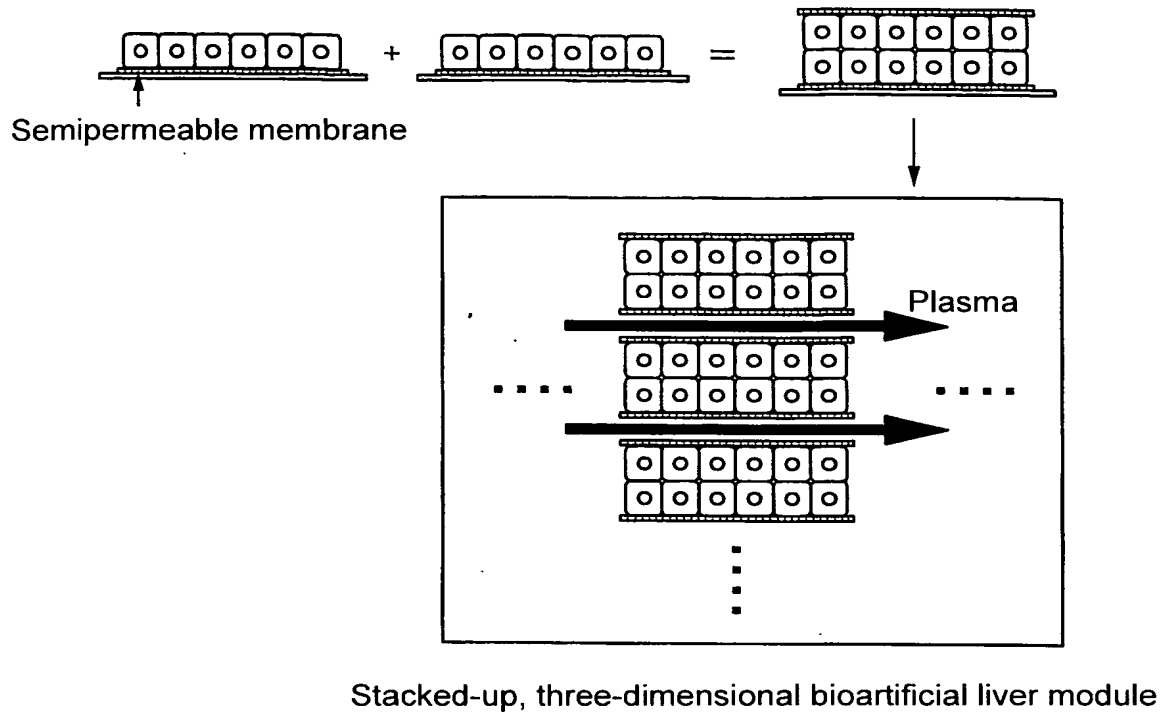 +
=
Semipermeable membrane
Plasma
Stacked-up, three-dimensional bioartificial liver module